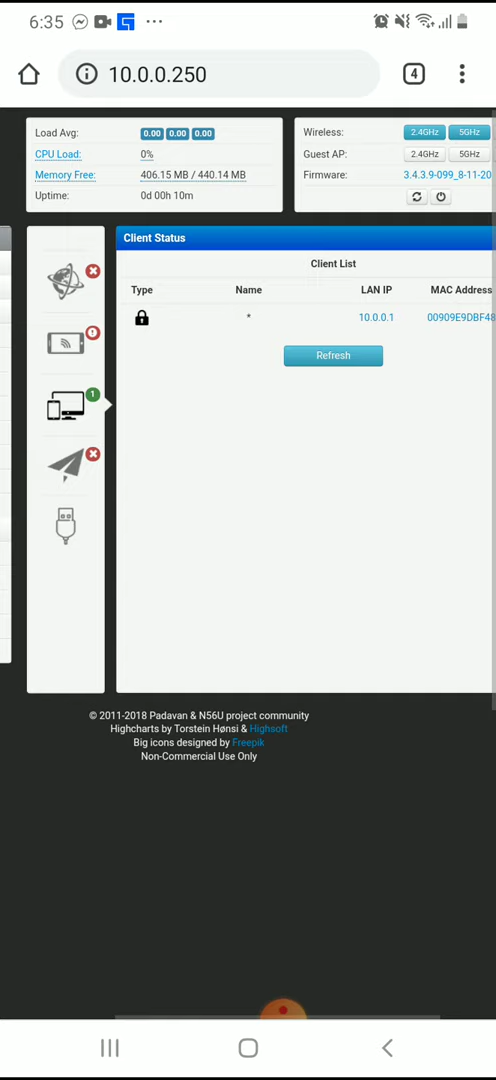 6:35
10.0.0.250
4
Load Avg: 0.00 0.00 0.00
CPU Load: 0%
Memory Free: 406.15 MB / 440.14 MB
Uptime: 0d 00h 10m
Wireless: 2.4GHz 5GHz
Guest AP: 2.4GHz 5GHz
Firmware: 3.4.3.9-099_8-11-20
Client Status
Client List
Type Name LAN IP MAC Address
* 10.0.0.1 00909E9DBF48
1
Refresh
© 2011-2018 Padavan & N56U project community
Highcharts by Torstein Hønsi & Highsoft
Big icons designed by Freepik
Non-Commercial Use Only